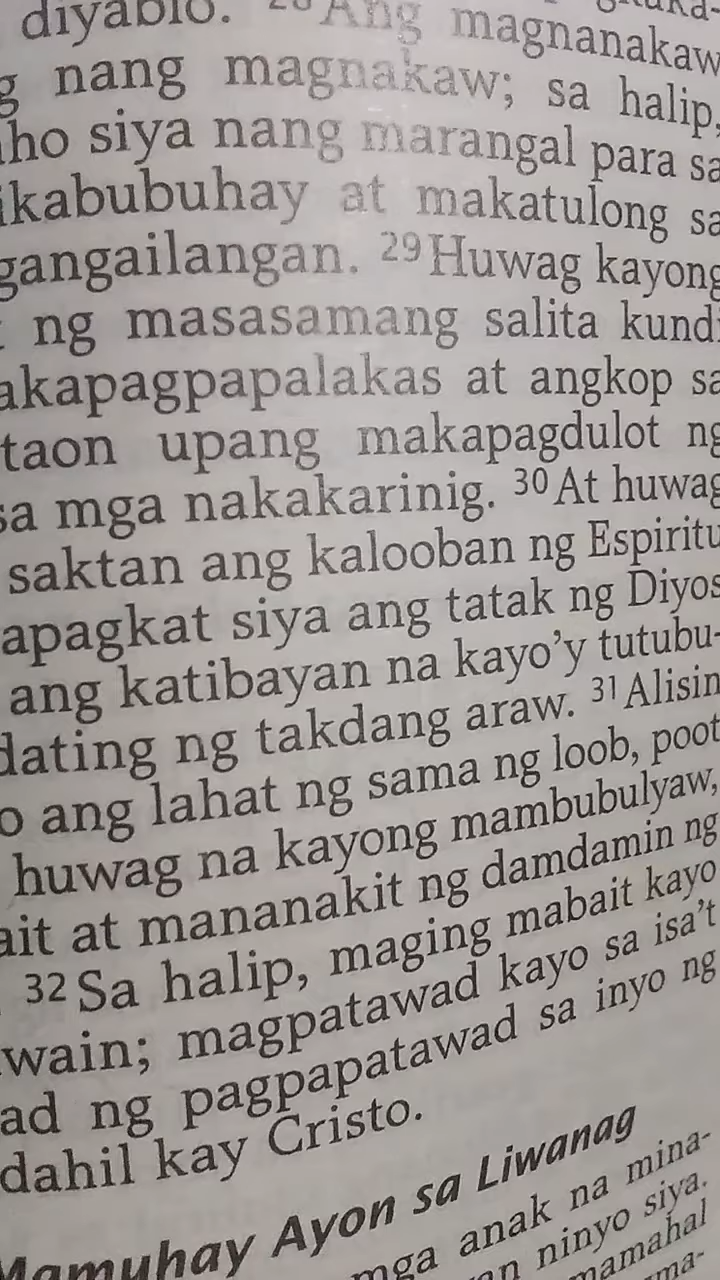 diyablo. 28 Ang magnanakaw
g nang magnakaw; sa halip,
ho siya nang marangal para sa
ikabubuhay at makatulong sa
gangailangan. 29 Huwag kayong
ng masasamang salita kundi
akapagpapalakas at angkop sa
taon upang makapagdulot ng
sa mga nakakarinig. 30 At huwag
saktan ang kalooban ng Espiritu
apagkat siya ang tatak ng Diyos
ang katibayan na kayo'y tutubu-
dating ng takdang araw. 31 Alisin
o ang lahat ng sama ng loob, poot
huwag na kayong mambubulyaw,
ait at mananakit ng damdamin ng
32 Sa halip, maging mabait kayo
wain; magpatawad kayo sa isa't
ad ng pagpapatawad sa inyo ng
dahil kay Cristo.
Mamuhay Ayon sa Liwanag
mga anak na mina-
an ninyo siya.
mamahal
ma-